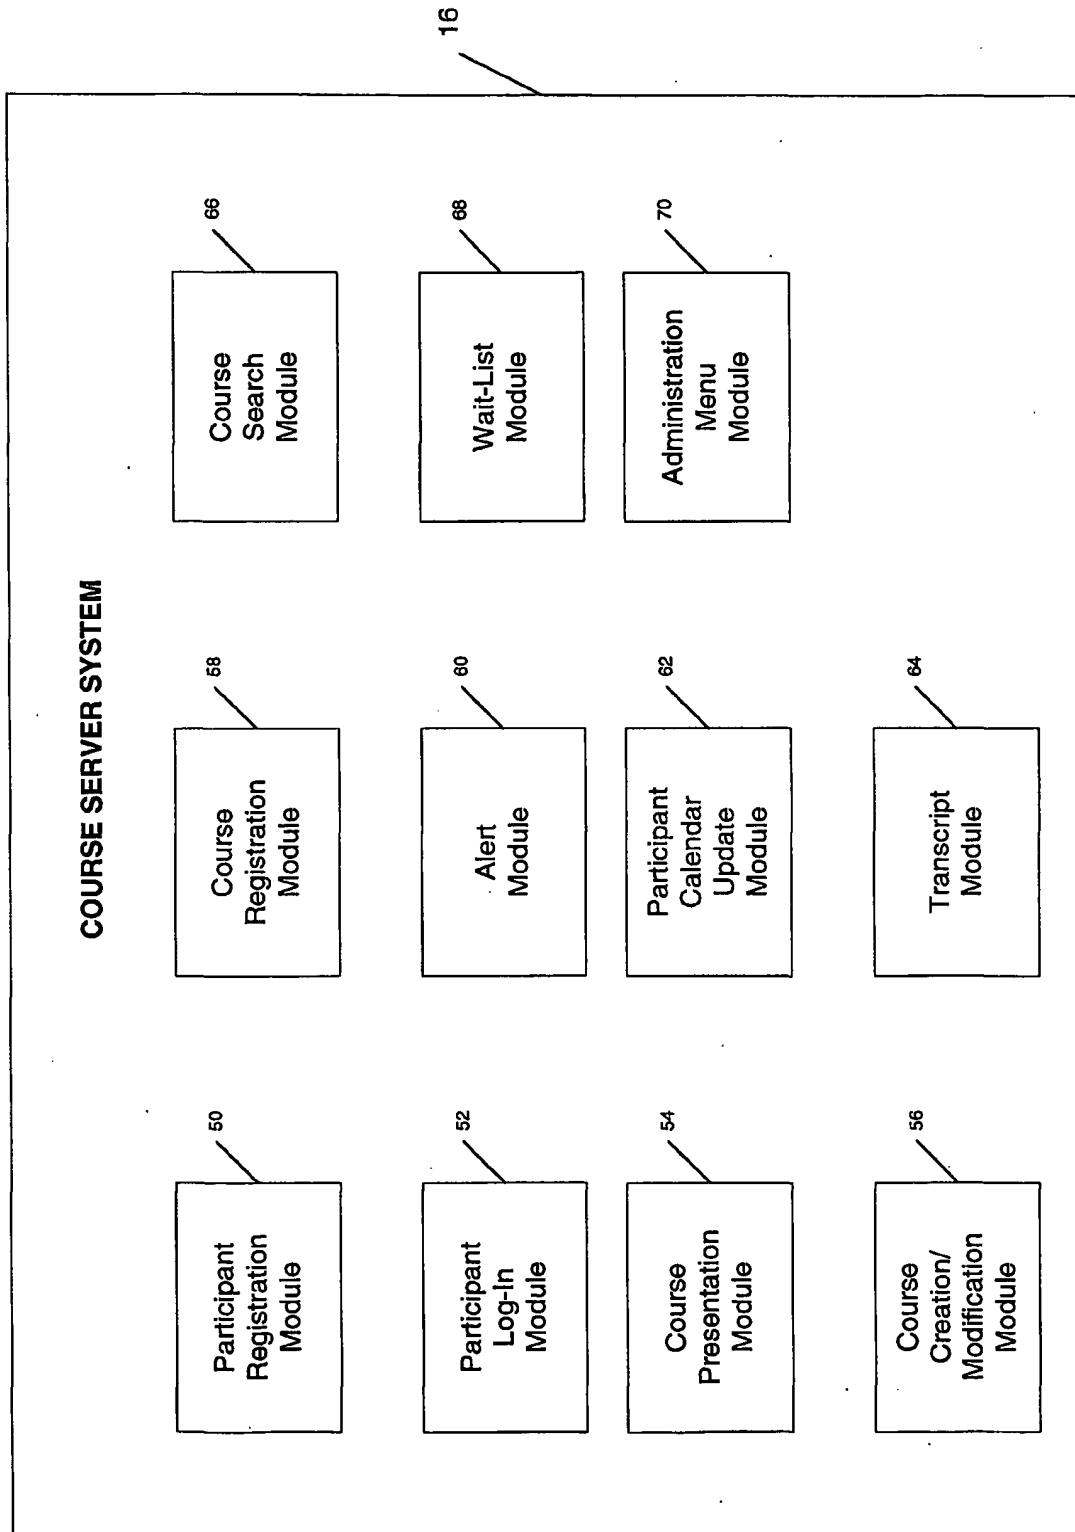 COURSE SERVER SYSTEM
16
50
Participant
Registration
Module
52
Participant
Log-In
Module
54
Course
Presentation
Module
56
Course
Creation/
Modification
Module
58
Course
Registration
Module
60
Alert
Module
62
Participant
Calendar
Update
Module
64
Transcript
Module
66
Course
Search
Module
68
Wait-List
Module
70
Administration
Menu
Module